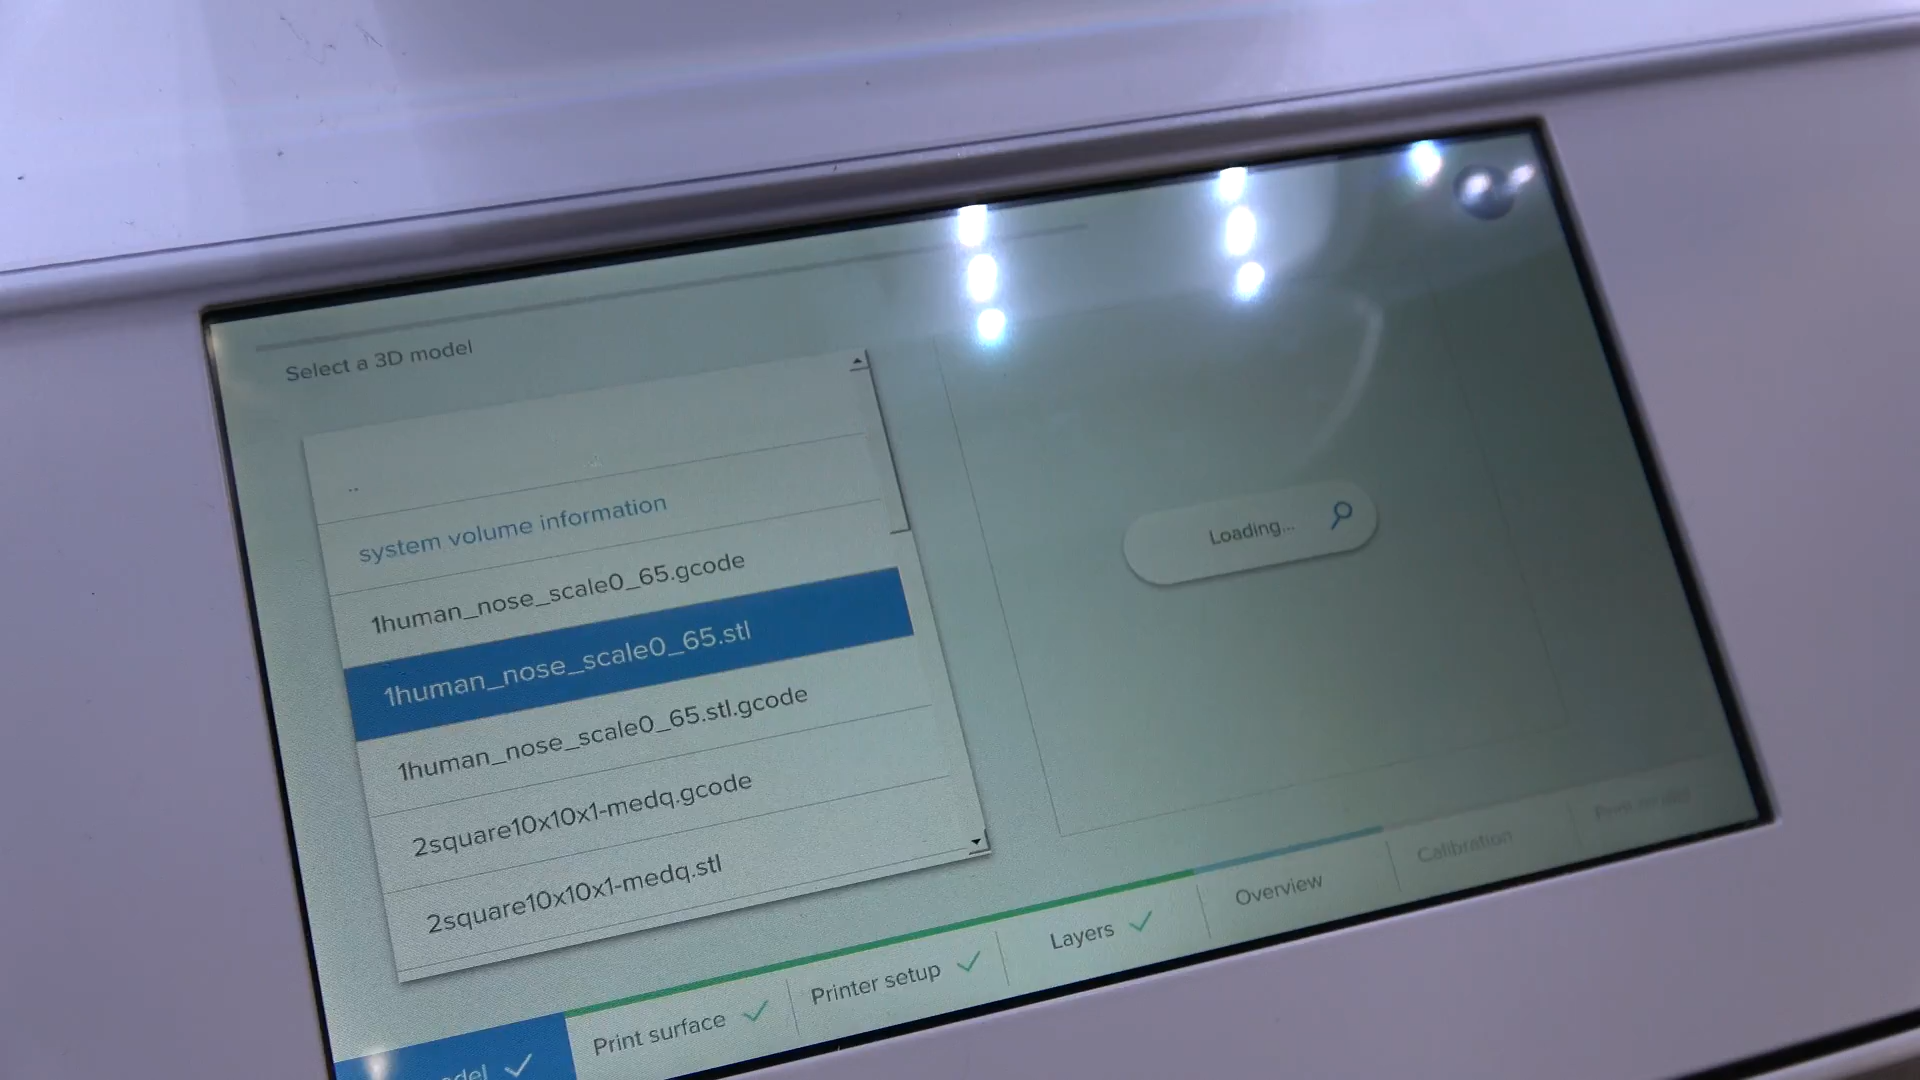 Select a 3D model
..
system volume information
1human_nose_scale0_65.gcode
1human_nose_scale0_65.stl
1human_nose_scale0_65.stl.gcode
2square10x10x1-medq.gcode
2square10x10x1-medq.stl
Loading...
Print surface
Printer setup
Layers
Overview
Calibration